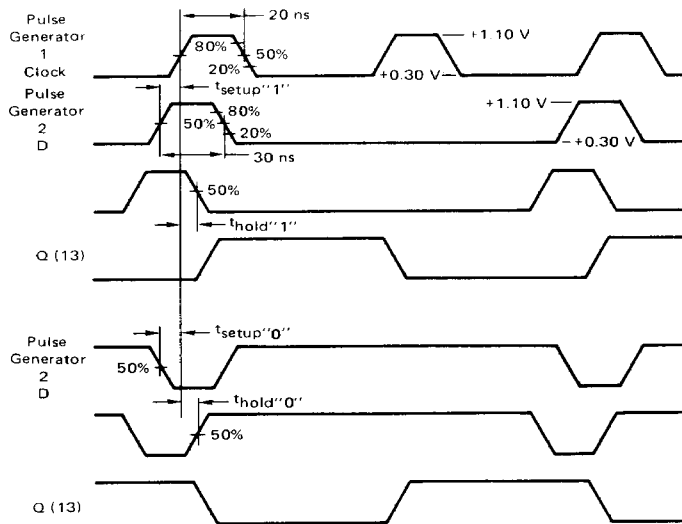 Pulse
Generator
1
Clock
20 ns
80%
50%
20%
+1.10 V
+0.30 V
tsetup"1"
Pulse
Generator
2
D
80%
50%
20%
30 ns
+1.10 V
+0.30 V
50%
thold"1"
Q (13)
tsetup"0"
Pulse
Generator
2
D
50%
thold"0"
50%
Q (13)